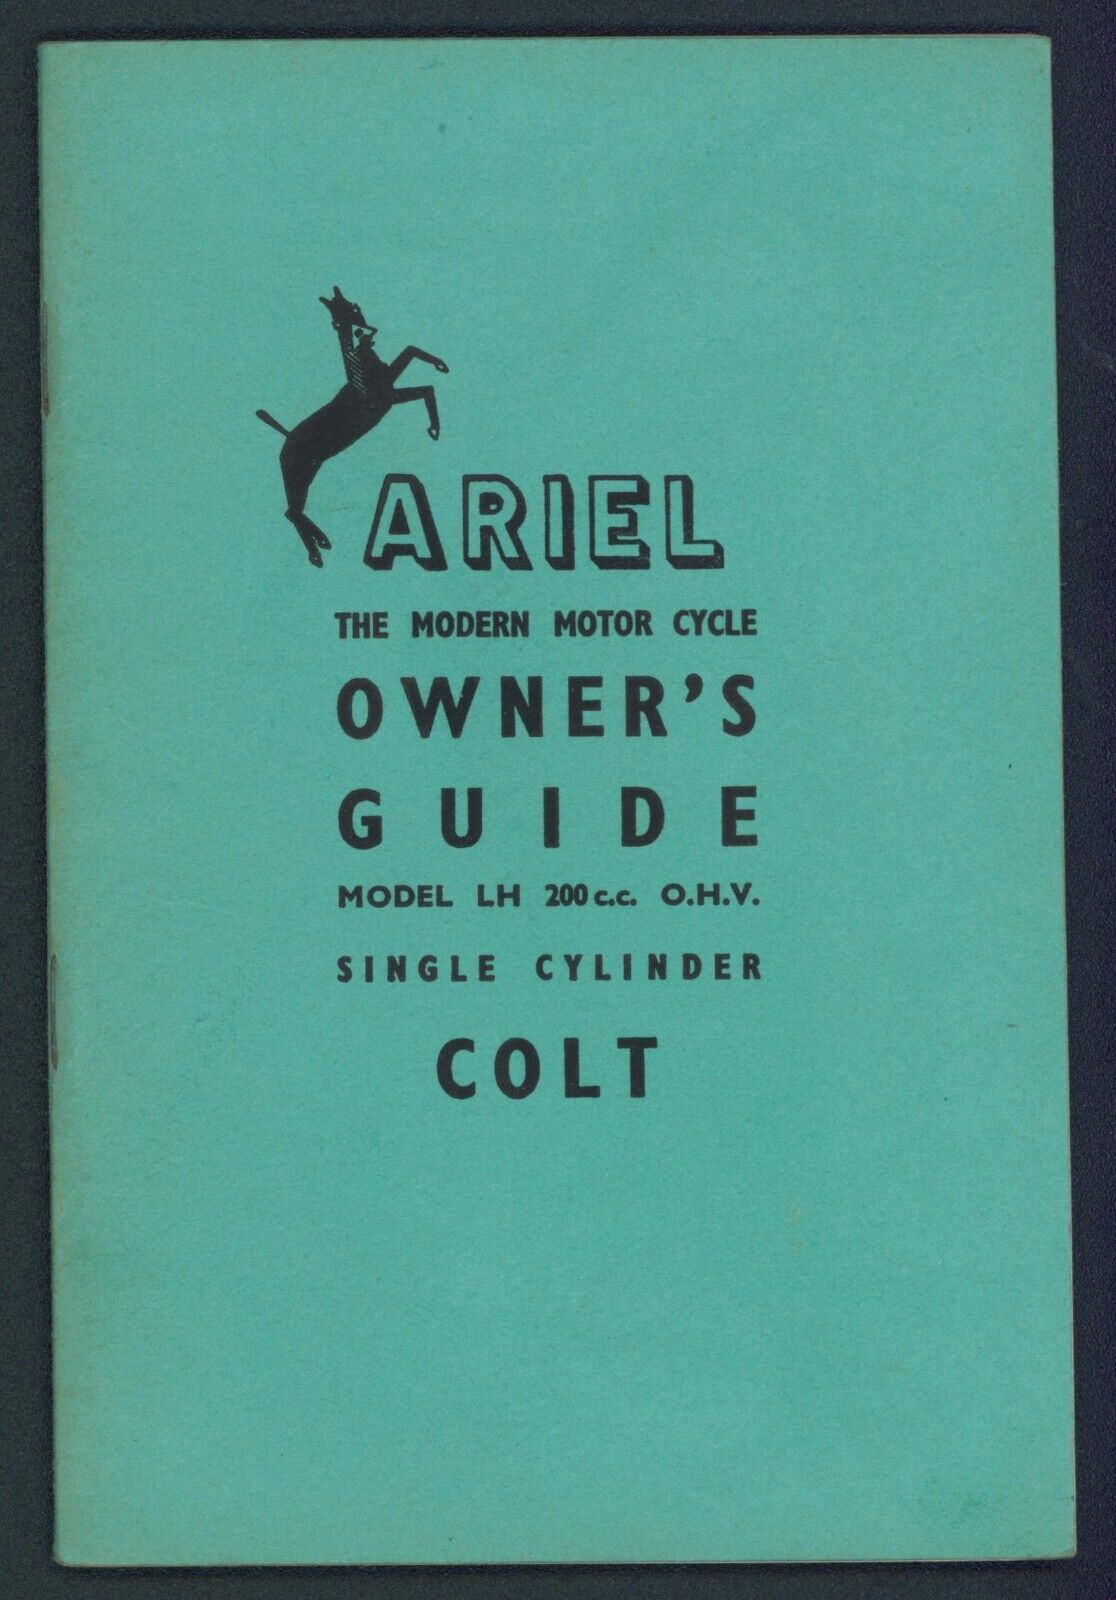 ARIEL
THE MODERN MOTOR CYCLE
OWNER'S
GUIDE
MODEL LH 200 c.c. O.H.V.
SINGLE CYLINDER
COLT